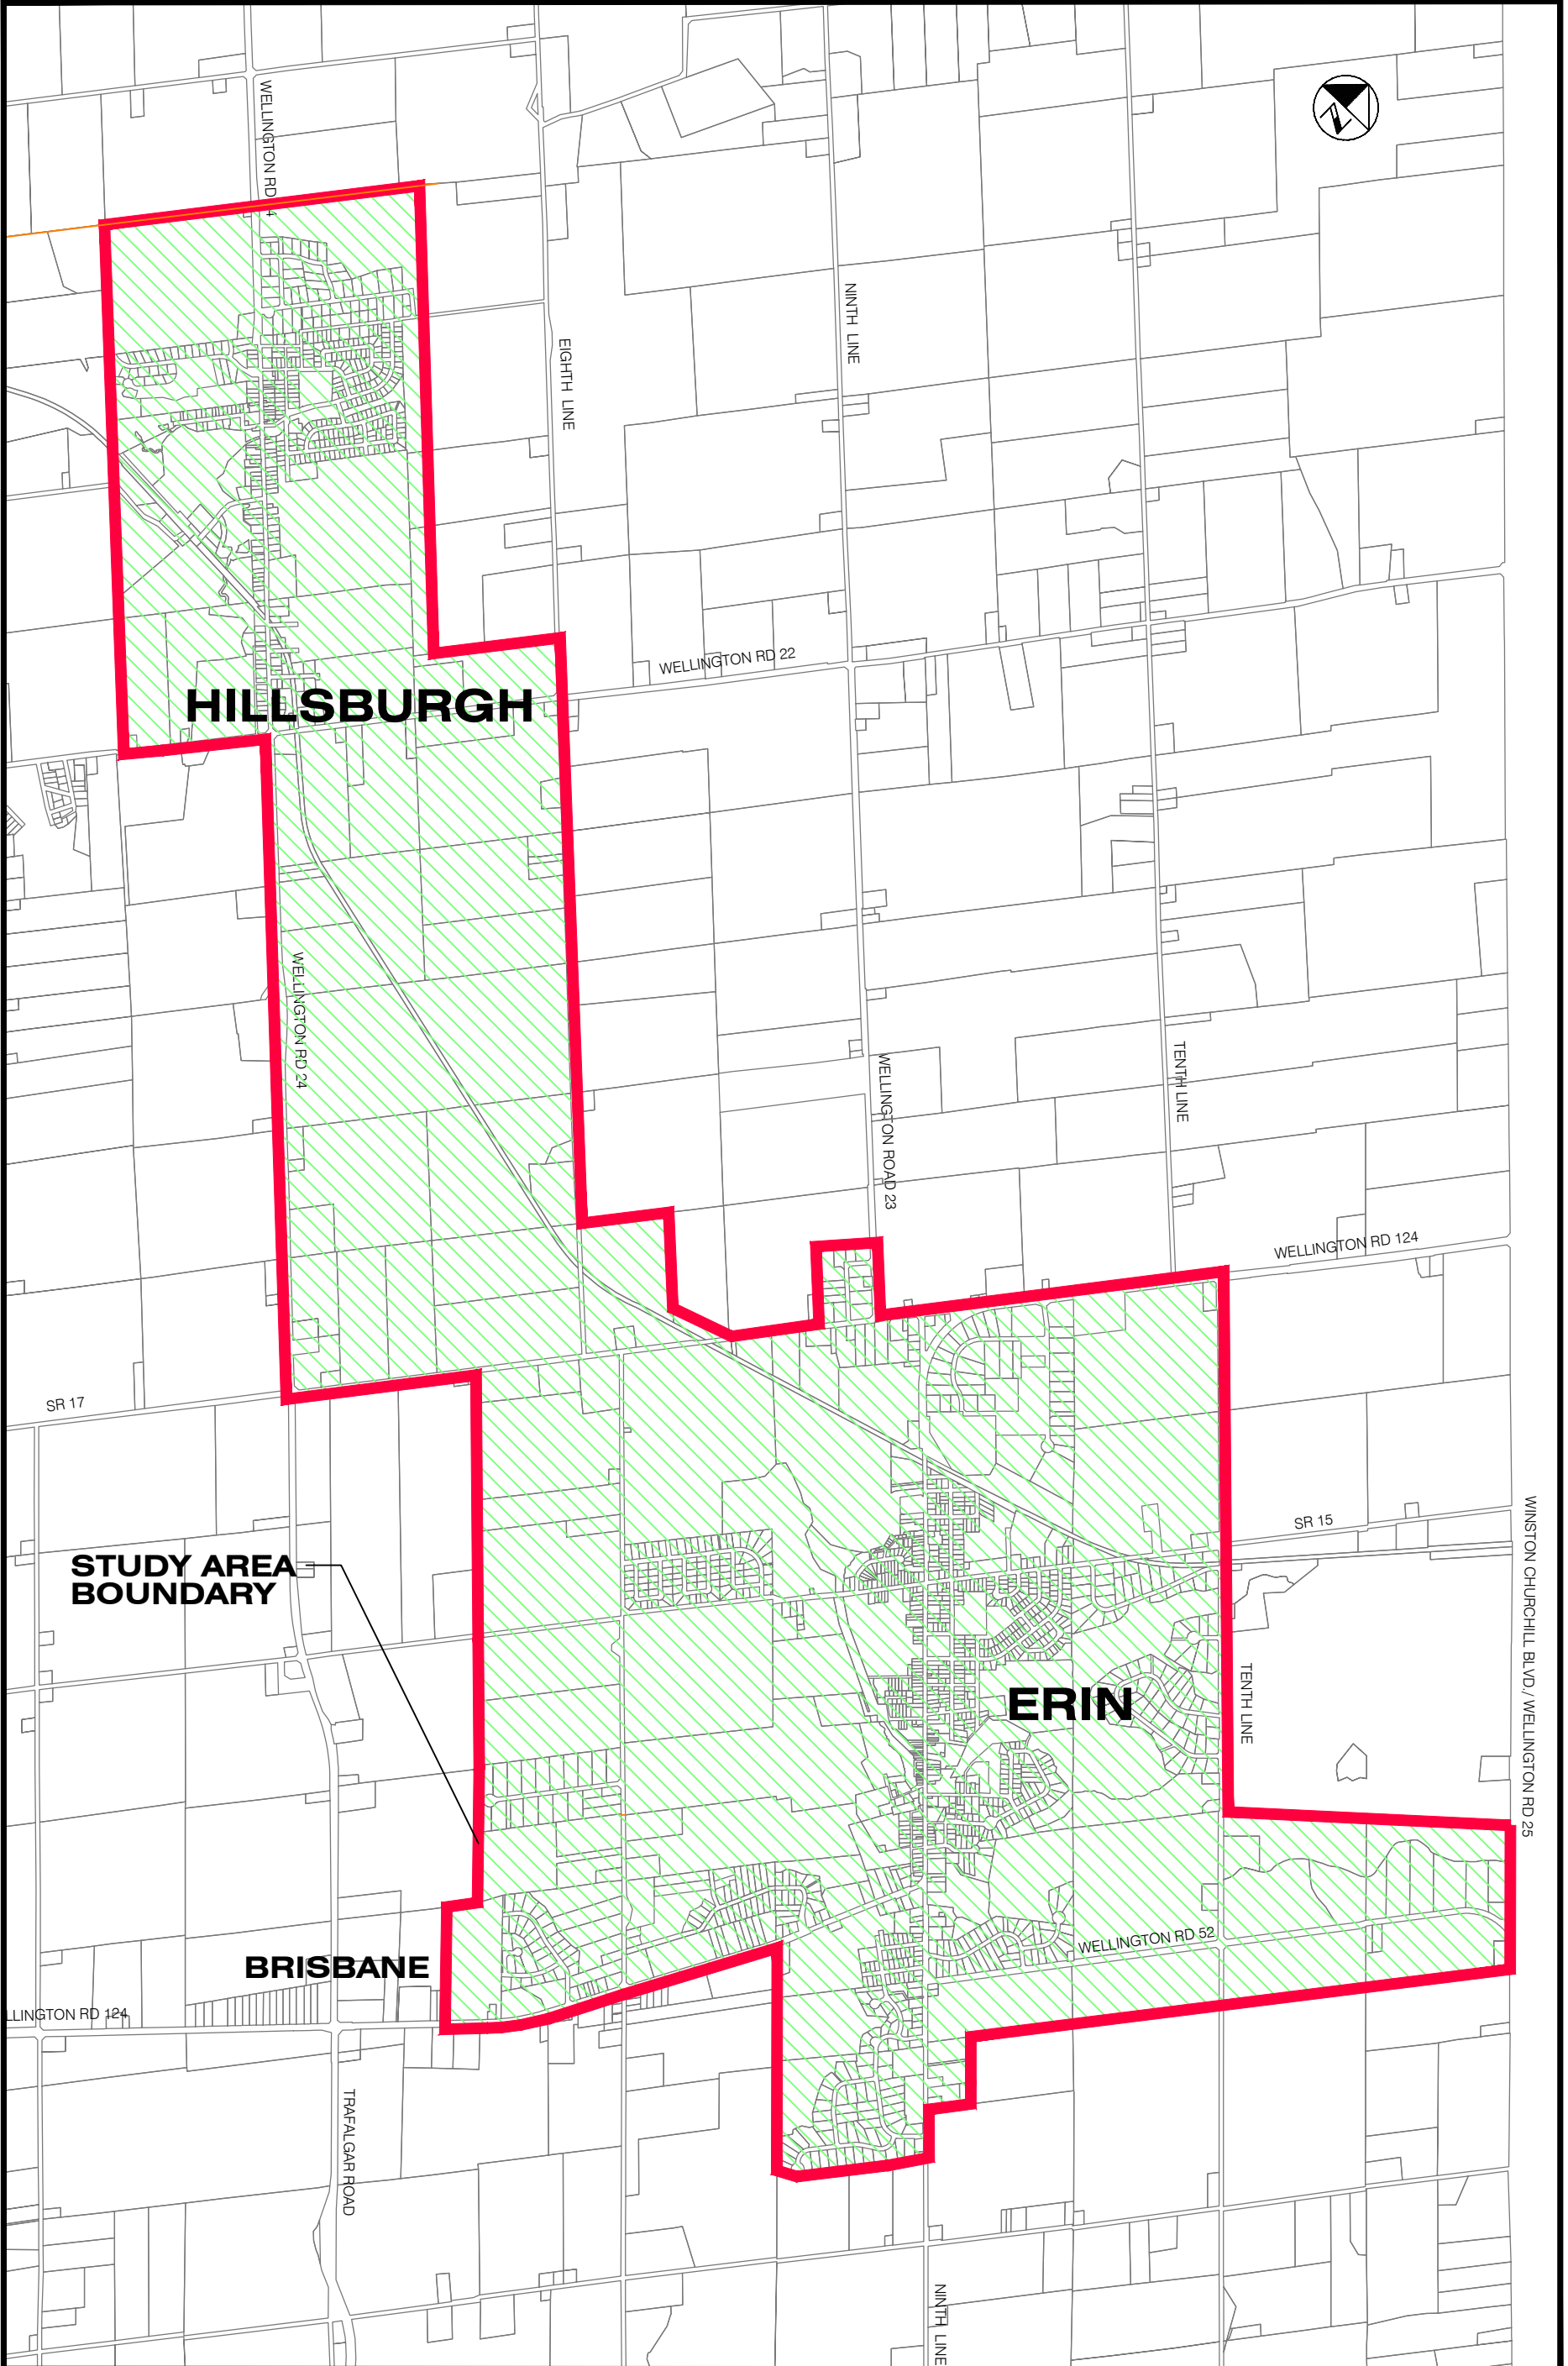 WELLINGTON RD
NINTH LINE
EIGHTH LINE
WELLINGTON RD 22
HILLSBURGH
WELLINGTON RD 24
WELLINGTON ROAD 23
TENTH LINE
WELLINGTON RD 124
SR 17
WINSTON CHURCHILL BLVD./ WELLINGTON RD 25
SR 15
STUDY AREA
BOUNDARY
TENTH LINE
ERIN
WELLINGTON RD 52
BRISBANE
LLINGTON RD 124
TRAFALGAR ROAD
NINTH LINE